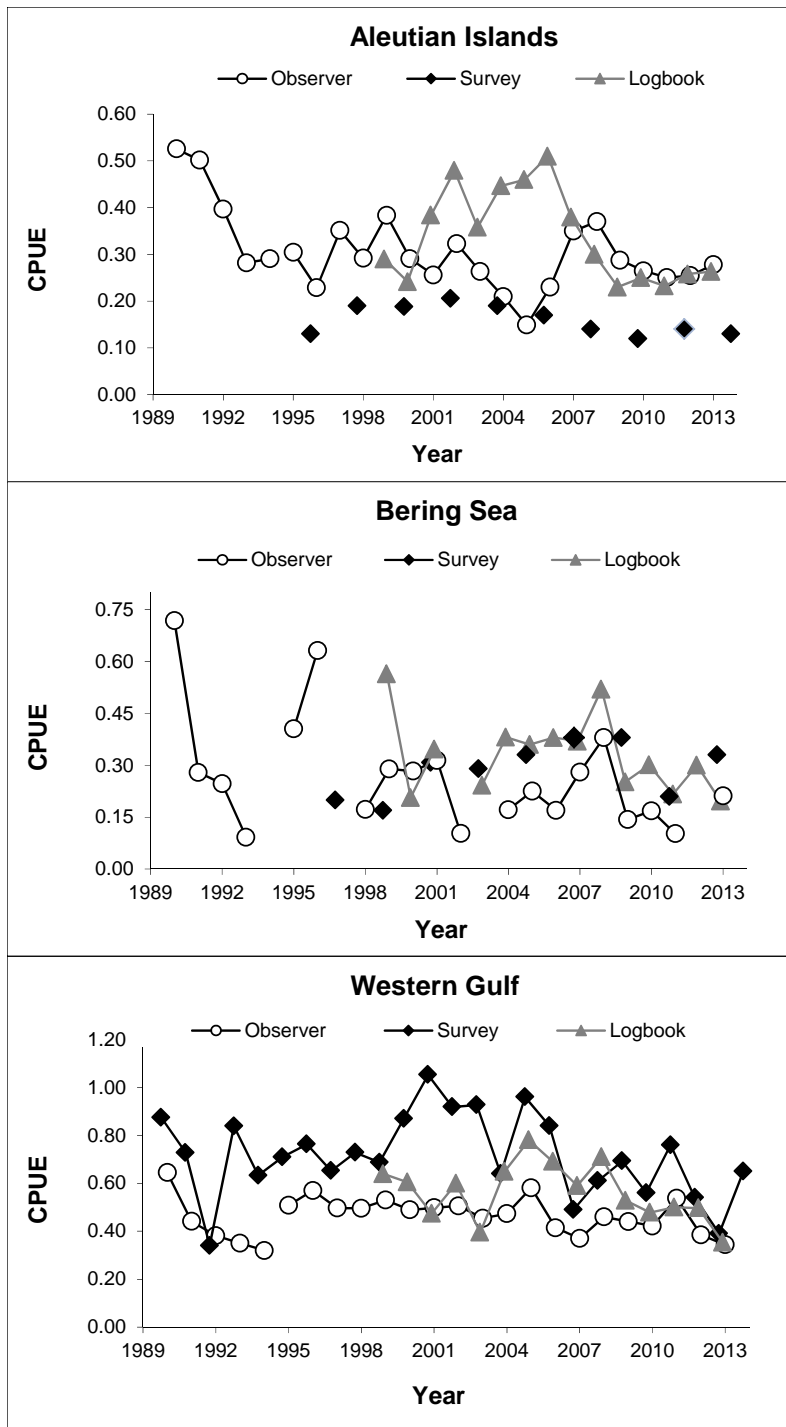 Aleutian Islands
Observer Survey Logbook
0.60
0.50
0.40
0.30
0.20
0.10
0.00
CPUE
1989 1992 1995 1998 2001 2004 2007 2010 2013
Year
Bering Sea
Observer Survey Logbook
0.75
0.60
0.45
0.30
0.15
0.00
CPUE
1989 1992 1995 1998 2001 2004 2007 2010 2013
Year
Western Gulf
Observer Survey Logbook
1.20
1.00
0.80
0.60
0.40
0.20
0.00
CPUE
1989 1992 1995 1998 2001 2004 2007 2010 2013
Year